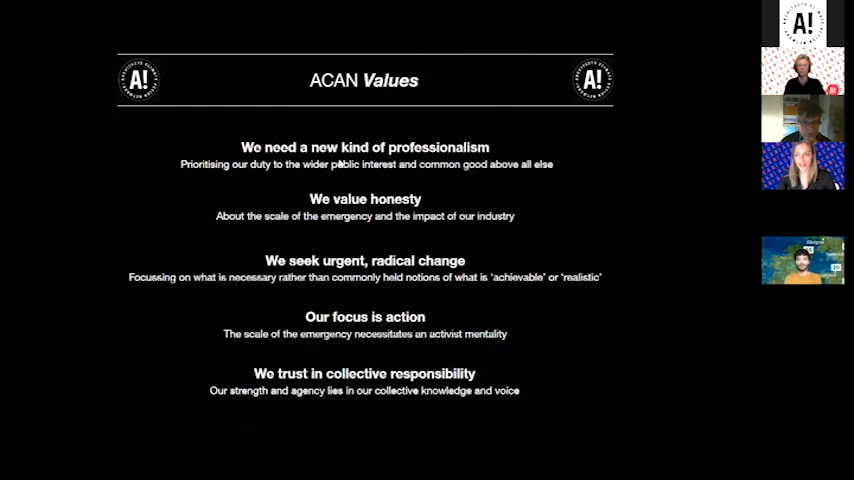 ACAN Values
A!
A!
We need a new kind of professionalism
Prioritising our duty to the wider public interest and common good above all else
We value honesty
About the scale of the emergency and the impact of our industry
We seek urgent, radical change
Focussing on what is necessary rather than commonly held notions of what is ‘achievable’ or ‘realistic’
Our focus is action
The scale of the emergency necessitates an activist mentality
We trust in collective responsibility
Our strength and agency lies in our collective knowledge and voice
A!
A!